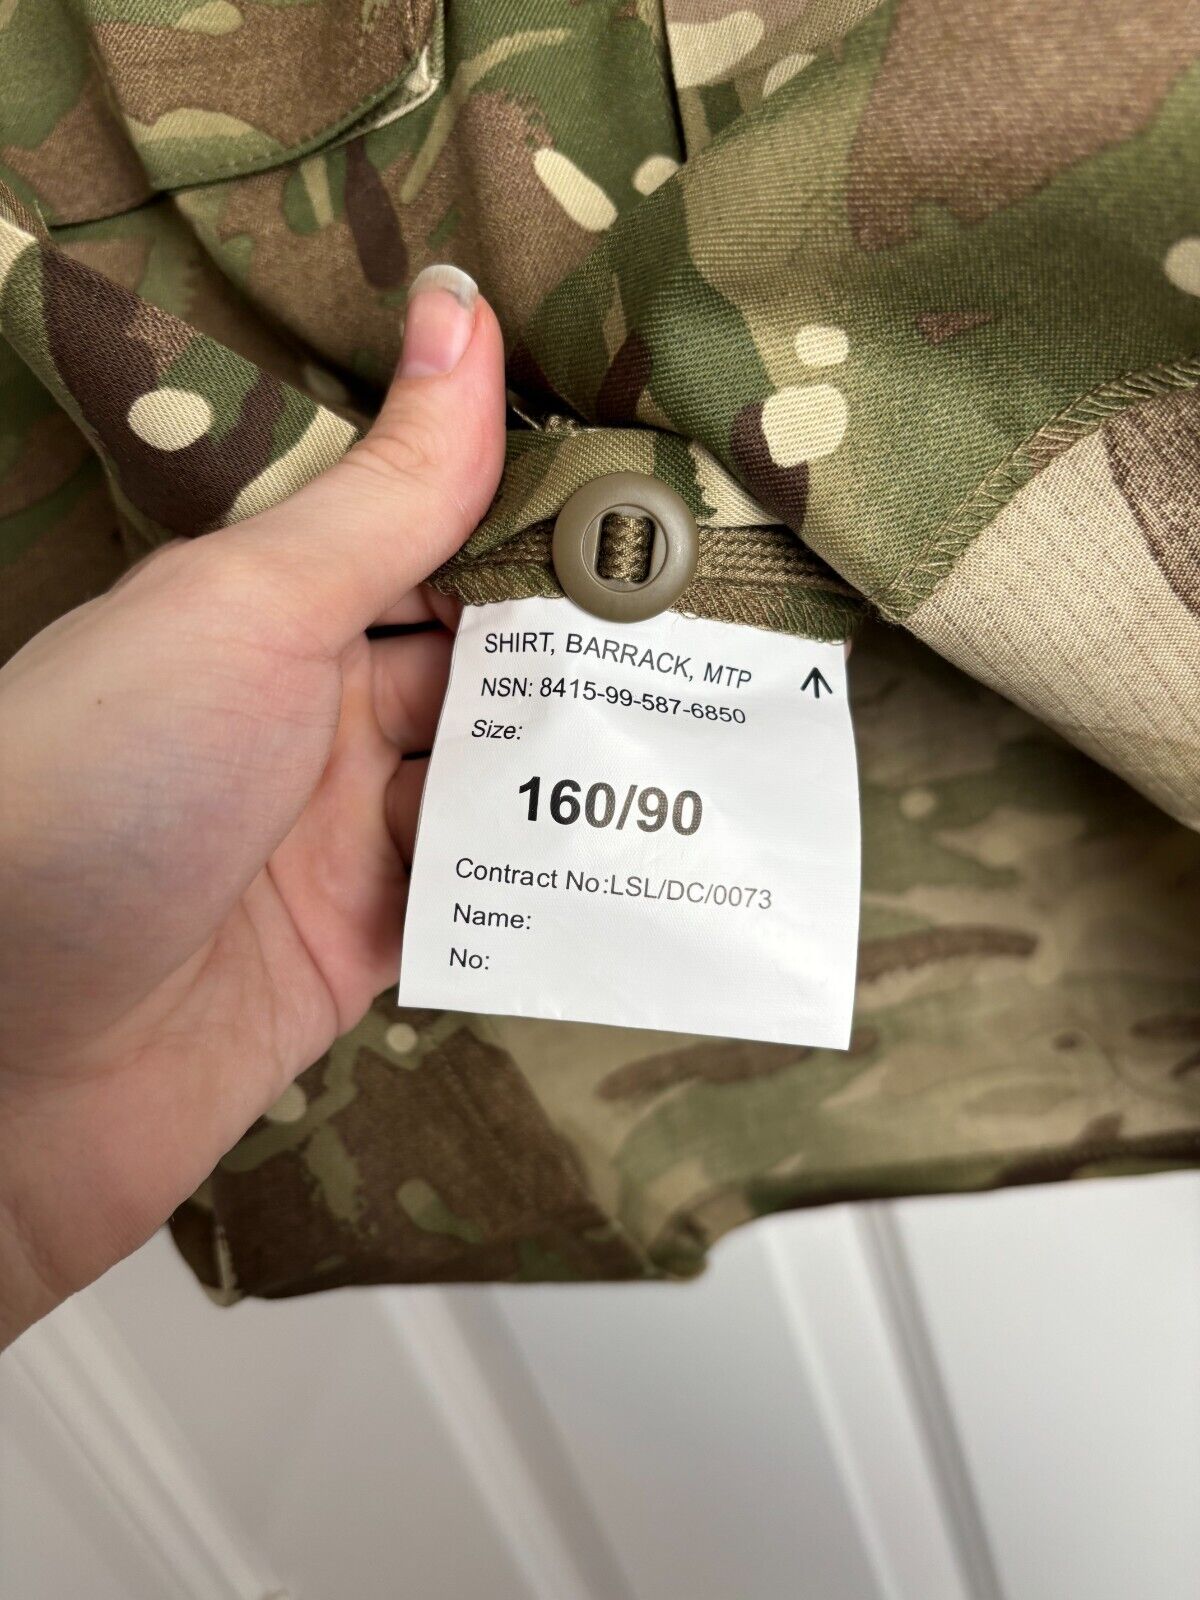 SHIRT, BARRACK, MTP
NSN: 8415-99-587-6850
Size:
160/90
Contract No:LSL/DC/0073
Name:
No: